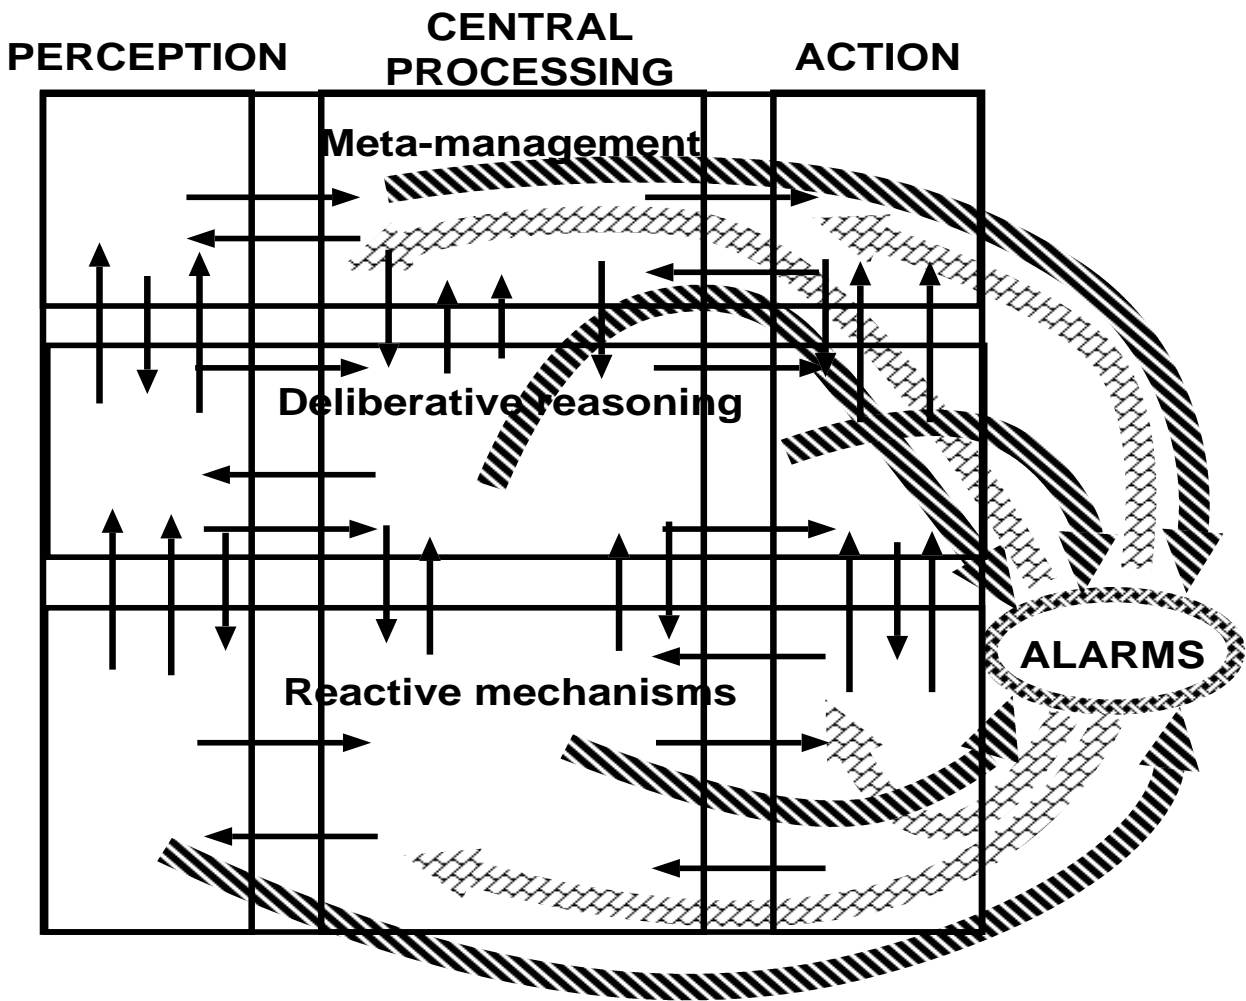 PERCEPTION
CENTRAL
PROCESSING
ACTION
Meta-management
Deliberative reasoning
ALARMS
Reactive mechanisms